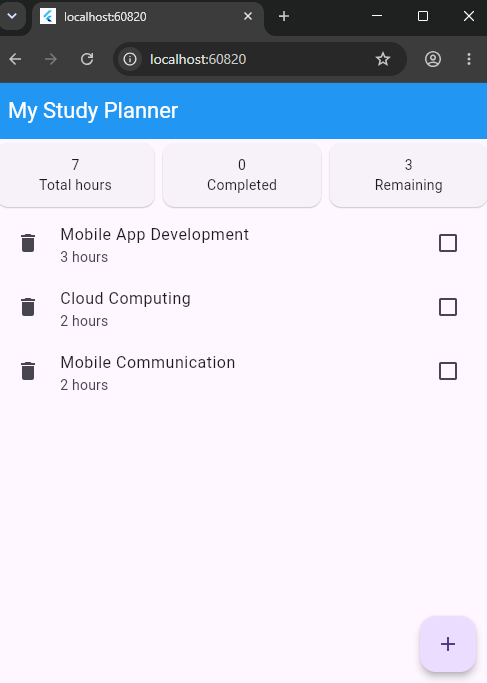 localhost:60820
localhost:60820
My Study Planner
7
Total hours
0
Completed
3
Remaining
Mobile App Development
3 hours
Cloud Computing
2 hours
Mobile Communication
2 hours